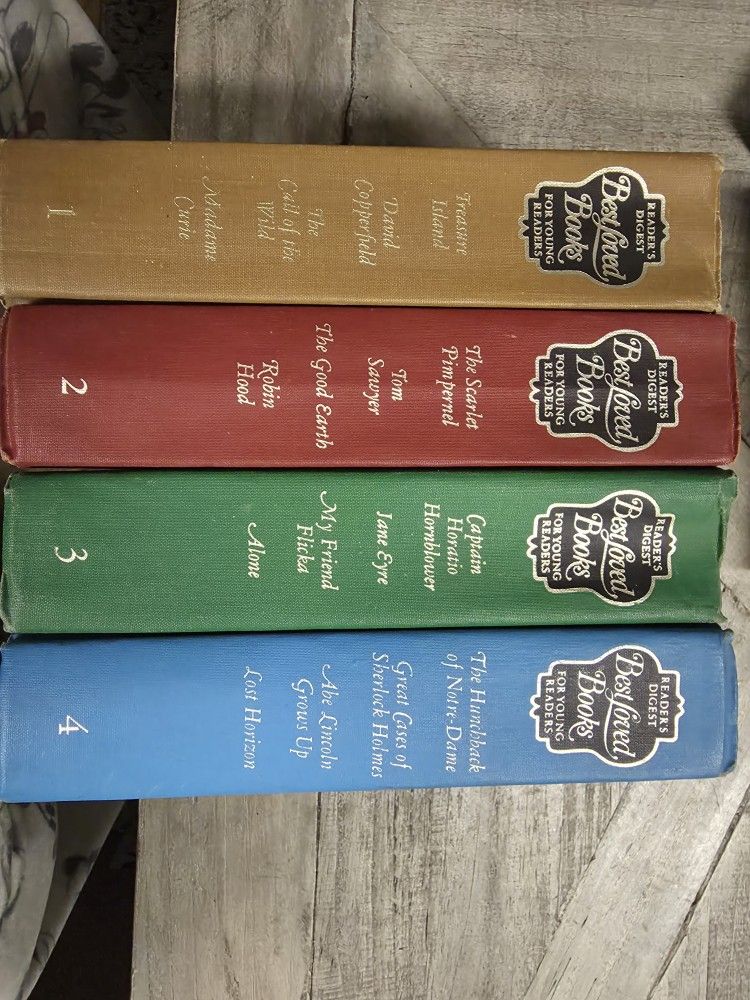 READER'S
DIGEST
Best Loved
Books
FOR YOUNG
READERS
Treasure
Island
David
Copperfield
The
Call of the
Wild
Madame
Curie
1
READER'S
DIGEST
Best Loved
Books
FOR YOUNG
READERS
The Scarlet
Pimpernel
Tom
Sawyer
The Good Earth
Robin
Hood
2
READER'S
DIGEST
Best Loved
Books
FOR YOUNG
READERS
Captain
Horatio
Hornblower
Jane Eyre
My Friend
Flicka
Alone
3
READER'S
DIGEST
Best Loved
Books
FOR YOUNG
READERS
The Hunchback
of Notre-Dame
Great Cases of
Sherlock Holmes
Abe Lincoln
Grows Up
Lost Horizon
4